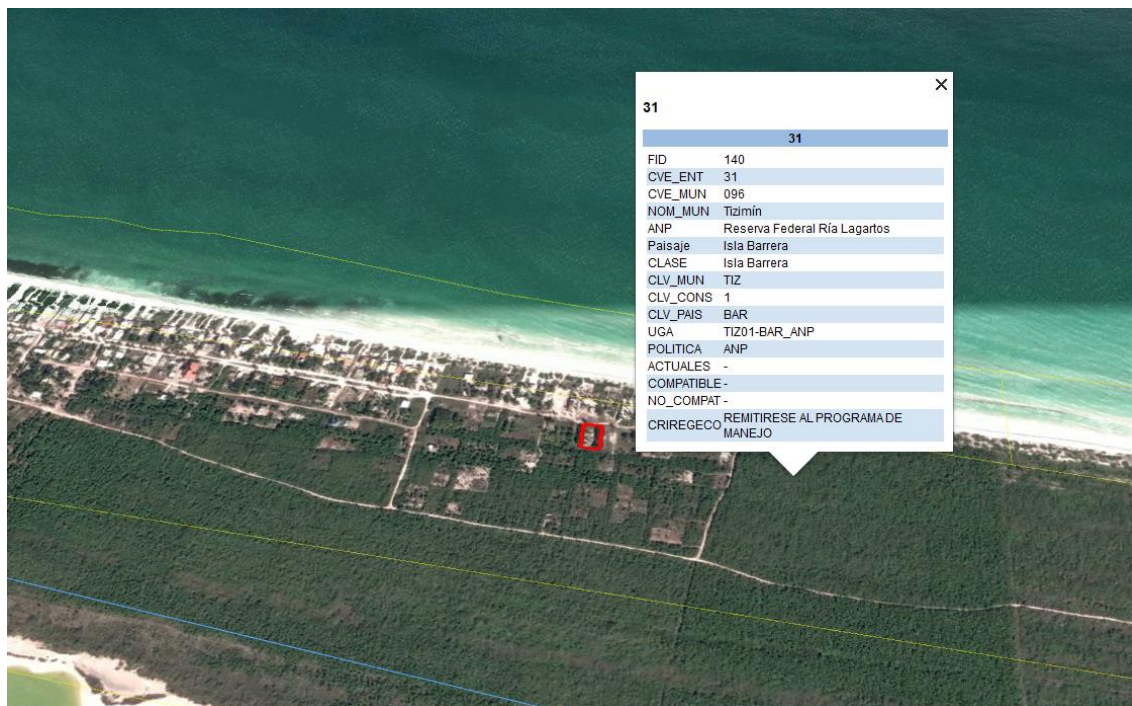 31
31
FID 140
CVE_ENT 31
CVE_MUN 096
NOM_MUN Tizimín
ANP Reserva Federal Ría Lagartos
Paisaje Isla Barrera
CLASE Isla Barrera
CLV_MUN TIZ
CLV_CONS 1
CLV_PAIS BAR
UGA TIZ01-BAR_ANP
POLITICA ANP
ACTUALES -
COMPATIBLE -
NO_COMPAT -
CRIREGECO REMITIRESE AL PROGRAMA DE
MANEJO